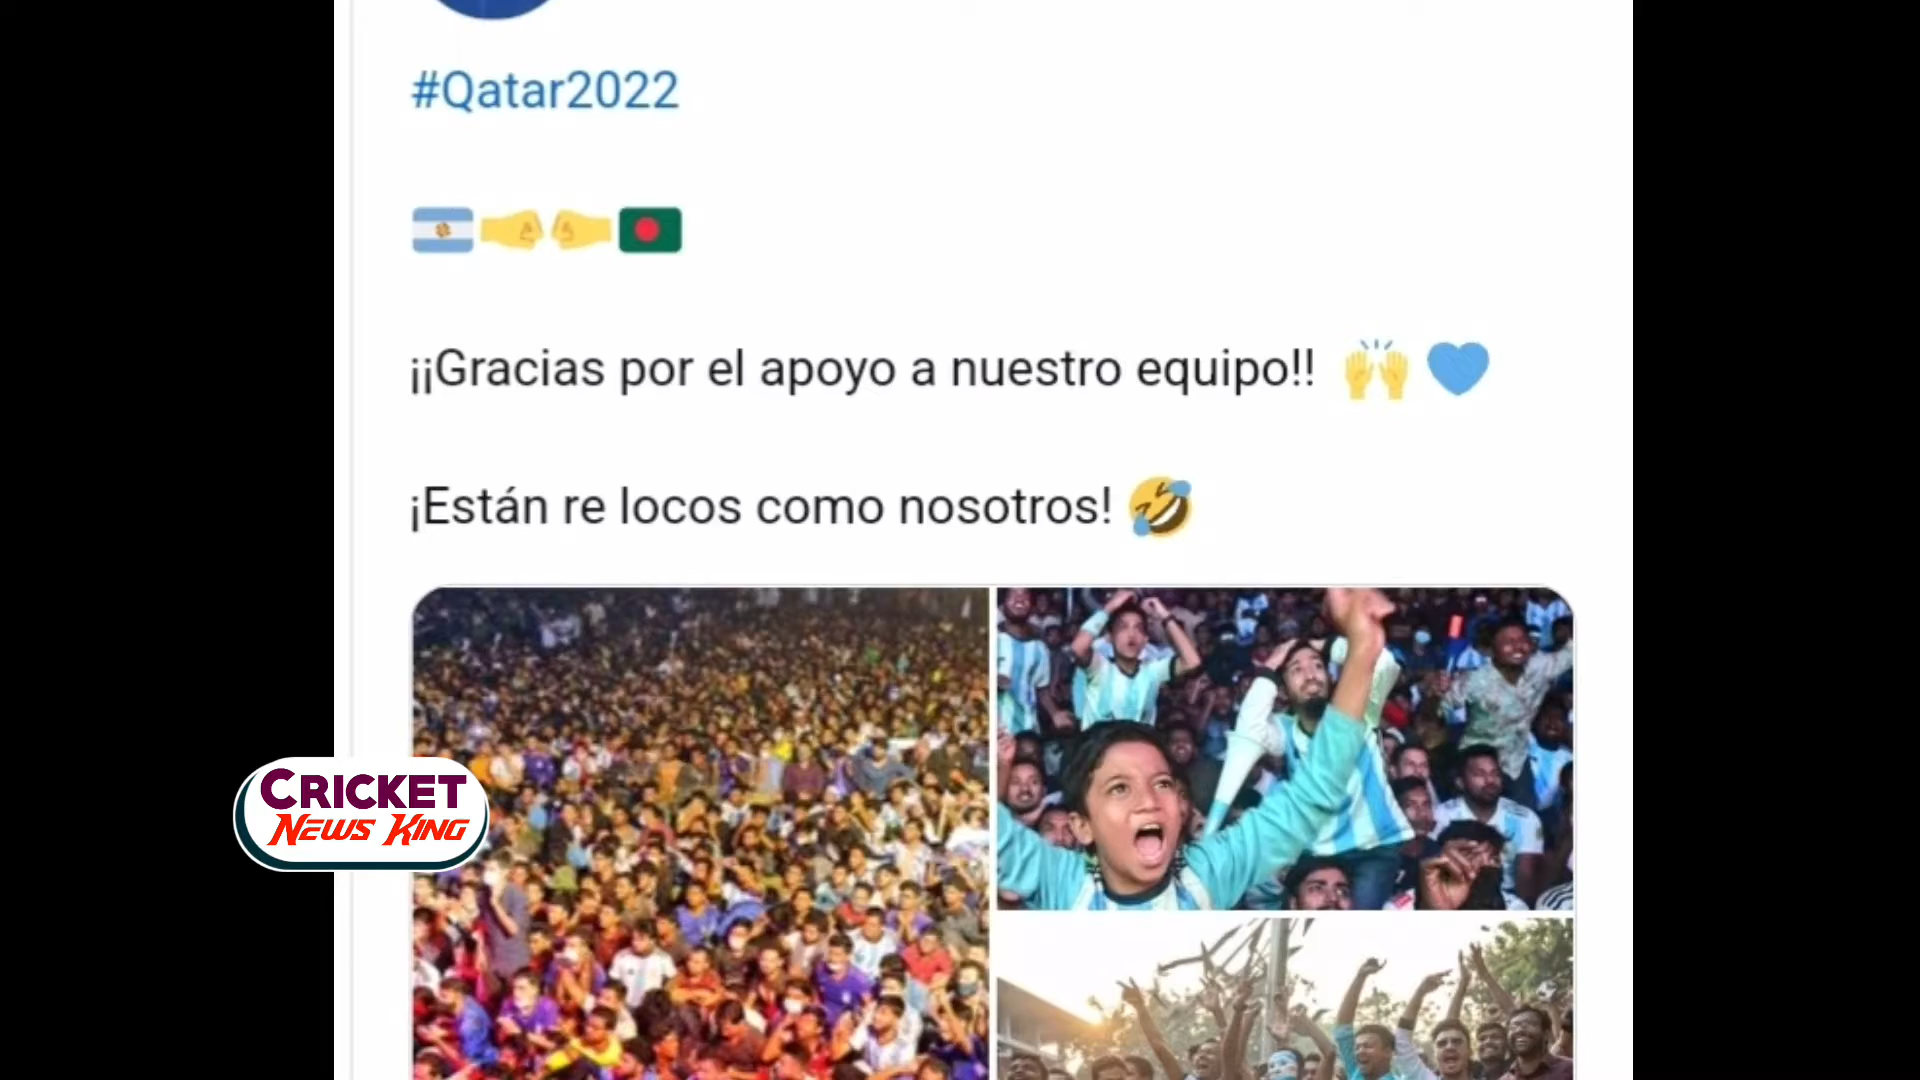 #Qatar2022
🇦🇷🤜🤛🇧🇩
¡¡Gracias por el apoyo a nuestro equipo!! 🙌💙
¡Están re locos como nosotros! 🤣
CRICKET
NEWS KING